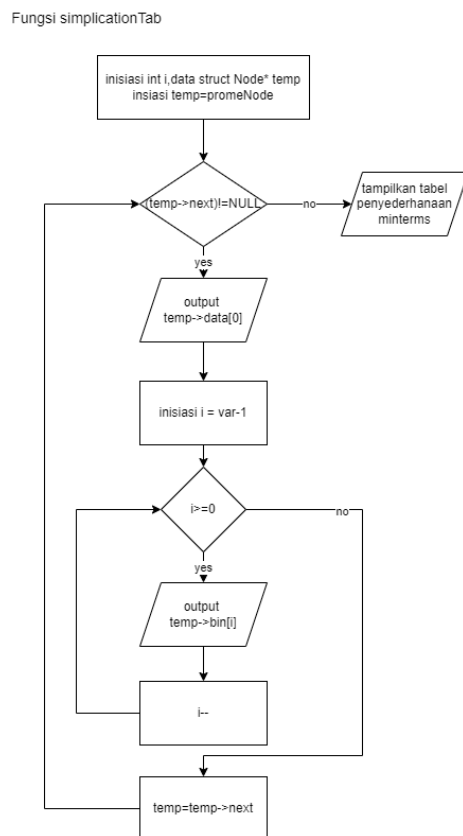 Fungsi simplicationTab
inisiasi int i,data struct Node* temp
insiasi temp=promeNode
(temp->next)!=NULL
no
tampilkan tabel
penyederhanaan
minterms
yes
output
temp->data[0]
inisiasi i = var-1
i>=0
no
yes
output
temp->bin[i]
i--
temp=temp->next